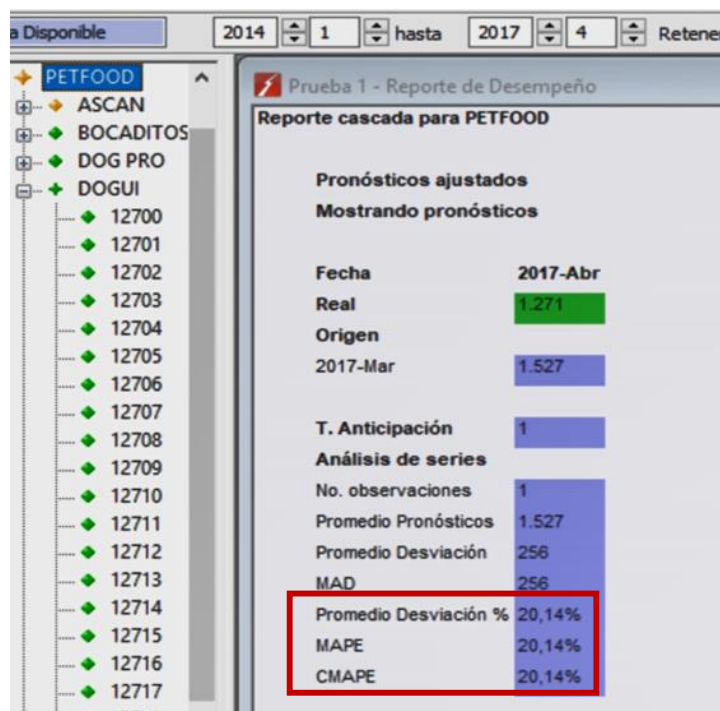 a Disponible 2014 1 hasta 2017 4 Retener
PETFOOD
ASCAN
BOCADITOS
DOG PRO
DOGUI
12700
12701
12702
12703
12704
12705
12706
12707
12708
12709
12710
12711
12712
12713
12714
12715
12716
12717
Prueba 1 - Reporte de Desempeño
Reporte cascada para PETFOOD
Pronósticos ajustados
Mostrando pronósticos
Fecha 2017-Abr
Real 1.271
Origen
2017-Mar 1.527
T. Anticipación 1
Análisis de series
No. observaciones 1
Promedio Pronósticos 1.527
Promedio Desviación 256
MAD 256
Promedio Desviación % 20,14%
MAPE 20,14%
CMAPE 20,14%